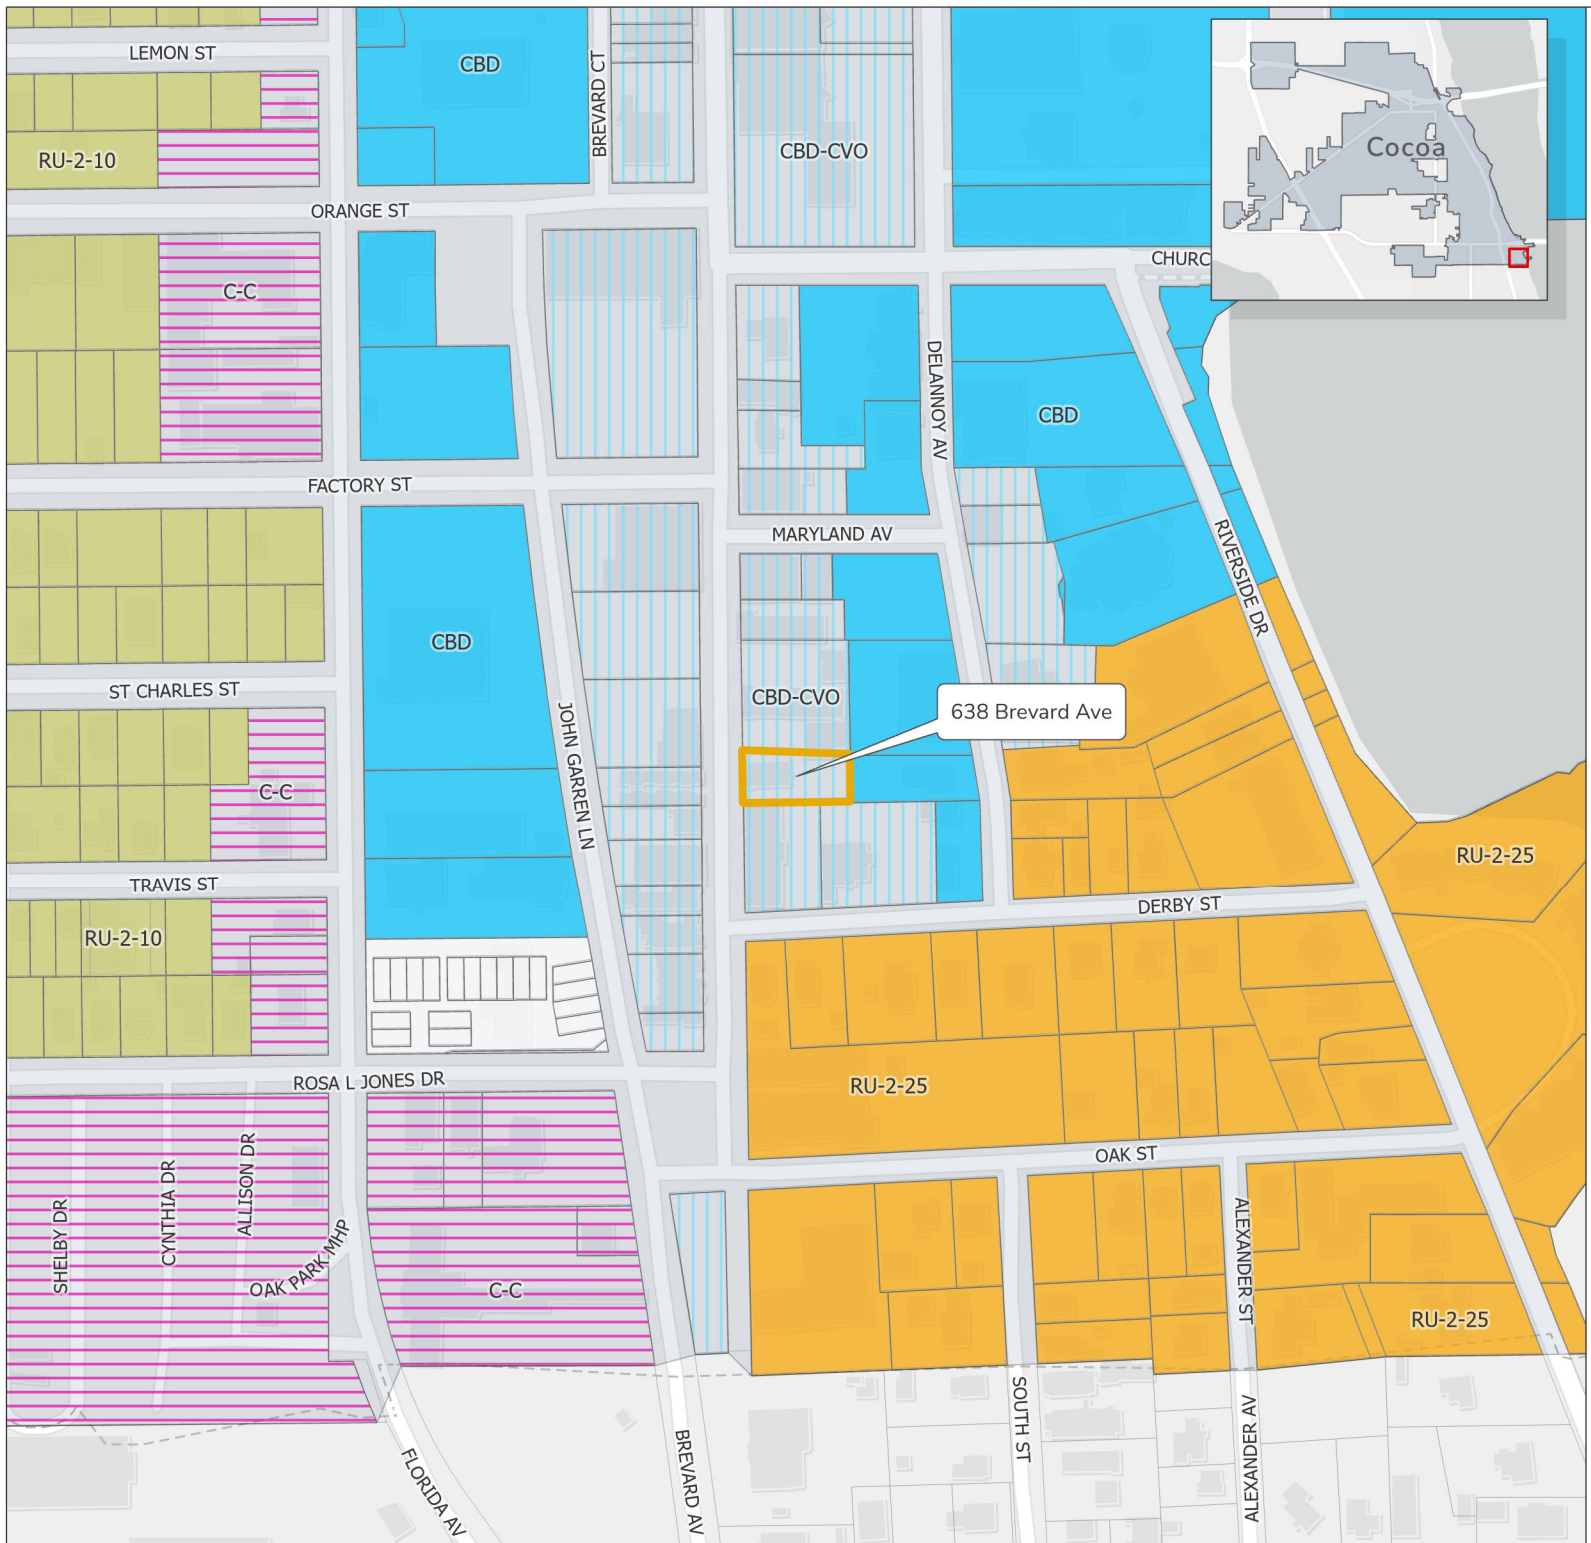 LEMON ST
CBD
BREVARD CT
CBD-CVO
RU-2-10
Cocoa
ORANGE ST
CHURC
C-C
DELANNOY AV
CBD
FACTORY ST
MARYLAND AV
RIVERSIDE DR
CBD
ST CHARLES ST
CBD-CVO
638 Brevard Ave
JOHN GARREN LN
C-C
RU-2-25
TRAVIS ST
DERBY ST
RU-2-10
ROSA L JONES DR
RU-2-25
OAK ST
SHELBY DR
CYNTHIA DR
ALLISON DR
OAK PARK MHP
C-C
ALEXANDER ST
RU-2-25
FLORIDA AV
BREVARD AV
SOUTH ST
ALEXANDER AV